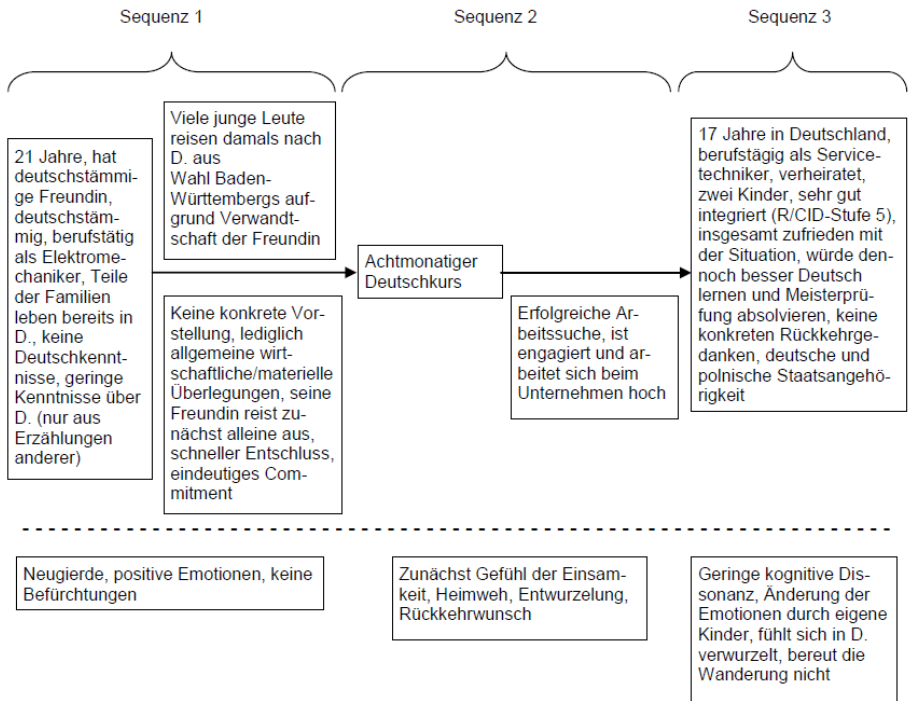 Sequenz 1
Sequenz 2
Sequenz 3
21 Jahre, hat
deutschstämmi-
ge Freundin,
deutschstäm-
mig, berufstätig
als Elektrome-
chaniker, Teile
der Familien
leben bereits in
D., keine
Deutschkennt-
nisse, geringe
Kenntnisse über
D. (nur aus
Erzählungen
anderer)
Viele junge Leute
reisen damals nach
D. aus
Wahl Baden-
Württembergs auf-
grund Verwandt-
schaft der Freundin
Keine konkrete Vor-
stellung, lediglich
allgemeine wirt-
schaftliche/materielle
Überlegungen, seine
Freundin reist zu-
nächst alleine aus,
schneller Entschluss,
eindeutiges Com-
mitment
Achtmonatiger
Deutschkurs
Erfolgreiche Ar-
beitssuche, ist
engagiert und ar-
beitet sich beim
Unternehmen hoch
17 Jahre in Deutschland,
berufstägig als Service-
techniker, verheiratet,
zwei Kinder, sehr gut
integriert (R/CID-Stufe 5),
insgesamt zufrieden mit
der Situation, würde den-
noch besser Deutsch
lernen und Meisterprü-
fung absolvieren, keine
konkreten Rückkehrge-
danken, deutsche und
polnische Staatsangehö-
rigkeit
Neugierde, positive Emotionen, keine
Befürchtungen
Zunächst Gefühl der Einsam-
keit, Heimweh, Entwurzelung,
Rückkehrwunsch
Geringe kognitive Dis-
sonanz, Änderung der
Emotionen durch eigene
Kinder, fühlt sich in D.
verwurzelt, bereut die
Wanderung nicht